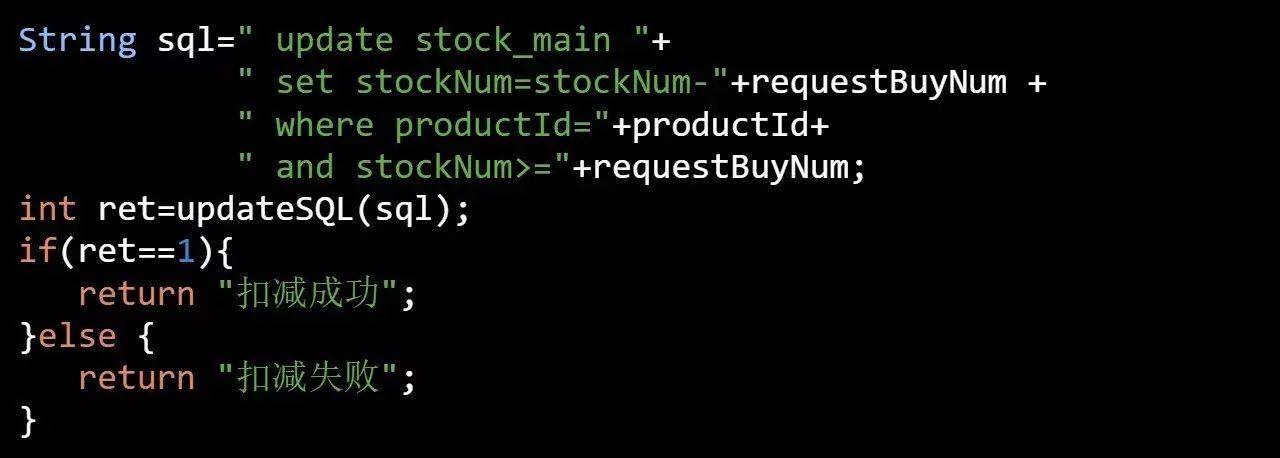 String sql=" update stock_main "+
" set stockNum=stockNum-"+requestBuyNum +
" where productId="+productId+
" and stockNum>="+requestBuyNum;
int ret=updateSQL(sql);
if(ret==1){
return "扣减成功";
}else {
return "扣减失败";
}